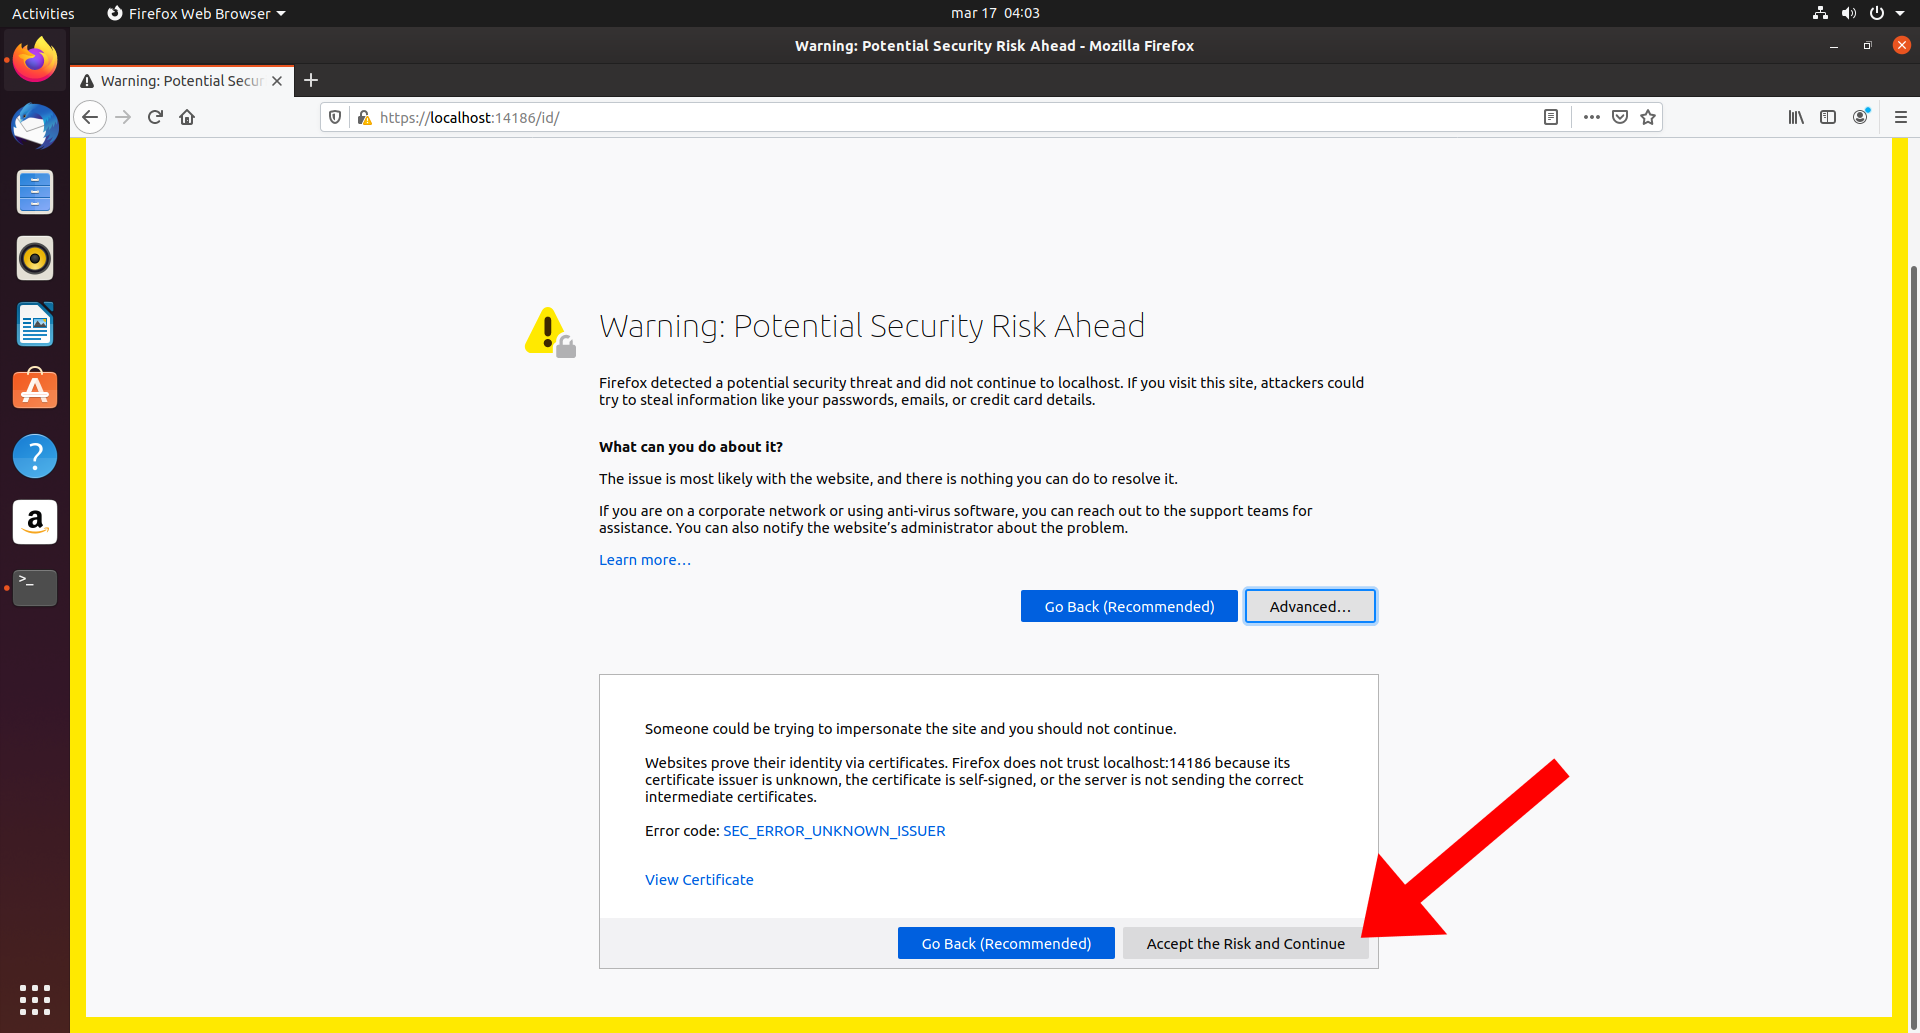 Activities
Firefox Web Browser
mar 17 04:03
Warning: Potential Security Risk Ahead - Mozilla Firefox
Warning: Potential Secur
https://localhost:14186/id/
Warning: Potential Security Risk Ahead
Firefox detected a potential security threat and did not continue to localhost. If you visit this site, attackers could
try to steal information like your passwords, emails, or credit card details.
What can you do about it?
The issue is most likely with the website, and there is nothing you can do to resolve it.
If you are on a corporate network or using anti-virus software, you can reach out to the support teams for
assistance. You can also notify the website’s administrator about the problem.
Learn more…
Go Back (Recommended)
Advanced…
Someone could be trying to impersonate the site and you should not continue.
Websites prove their identity via certificates. Firefox does not trust localhost:14186 because its
certificate issuer is unknown, the certificate is self-signed, or the server is not sending the correct
intermediate certificates.
Error code: SEC_ERROR_UNKNOWN_ISSUER
View Certificate
Go Back (Recommended)
Accept the Risk and Continue